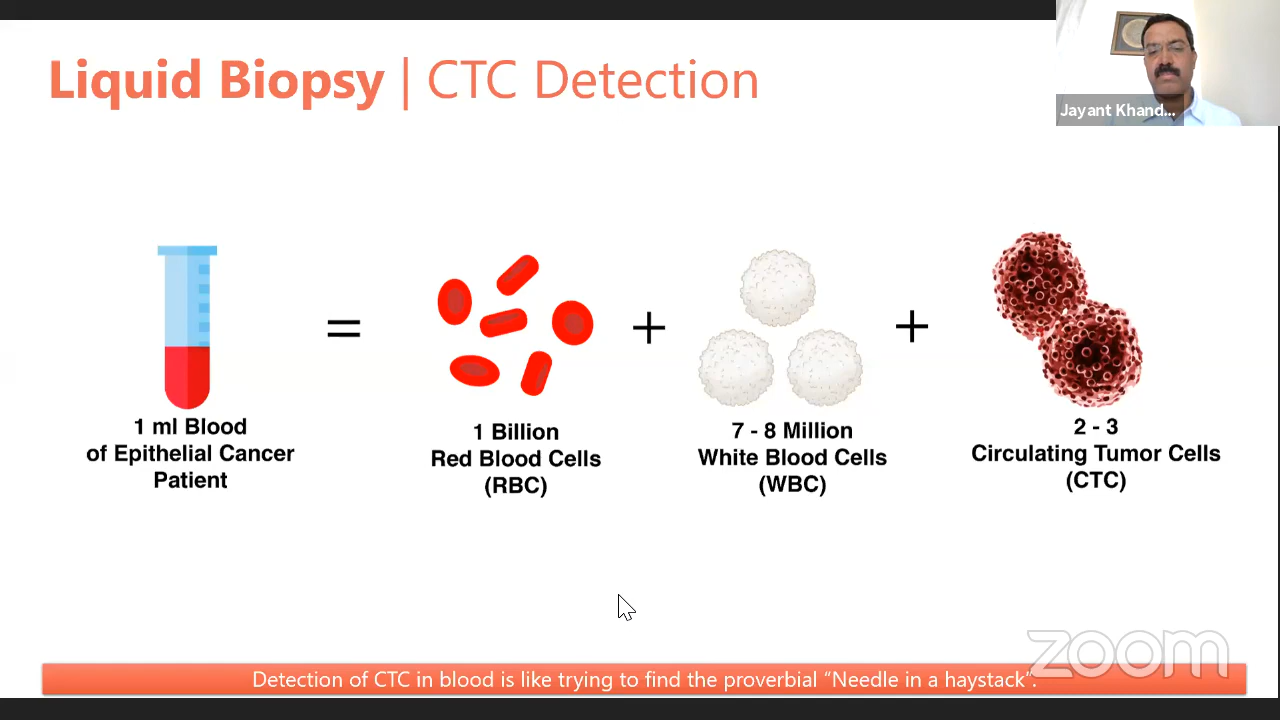 Liquid Biopsy | CTC Detection
Jayant Khand...
=
+
+
1 ml Blood
of Epithelial Cancer
Patient
1 Billion
Red Blood Cells
(RBC)
7 - 8 Million
White Blood Cells
(WBC)
2 - 3
Circulating Tumor Cells
(CTC)
zoom
Detection of CTC in blood is like trying to find the proverbial “Needle in a haystack”.